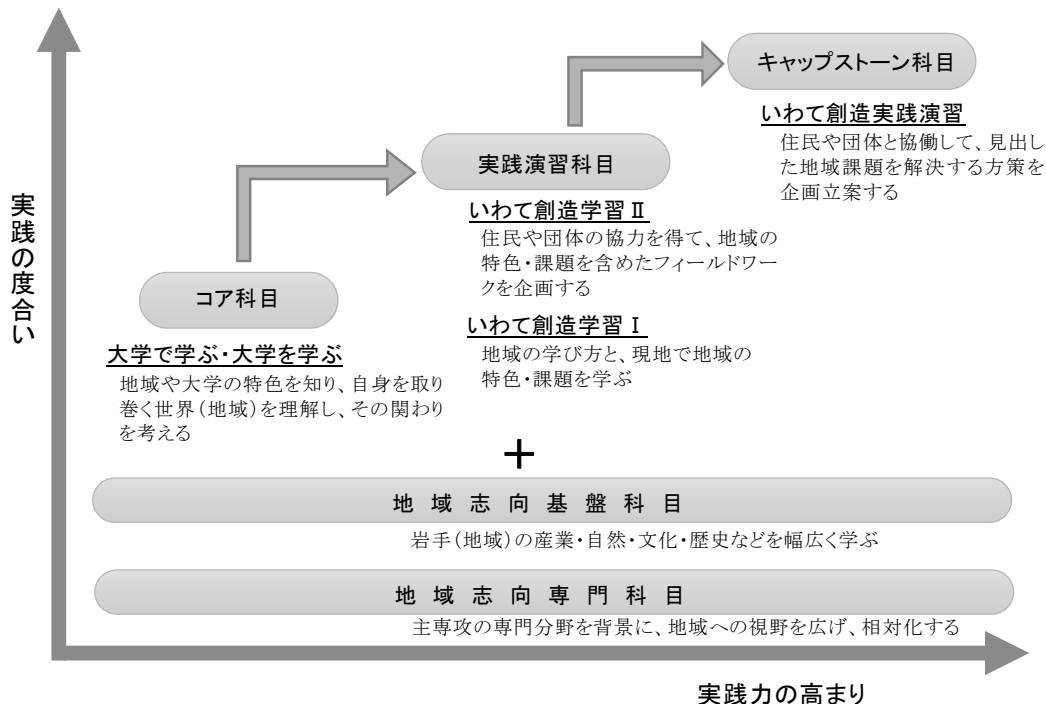 キャップストーン科目
いわて創造実践演習
住民や団体と協働して、見出し
た地域課題を解決する方策を
企画立案する
実践演習科目
いわて創造学習Ⅱ
住民や団体の協力を得て、地域の
特色・課題を含めたフィールドワー
クを企画する
いわて創造学習Ⅰ
地域の学び方と、現地で地域の
特色・課題を学ぶ
コア科目
大学で学ぶ・大学を学ぶ
地域や大学の特色を知り、自身を取り
巻く世界(地域)を理解し、その関わり
を考える
実践の度合い
+
地域志向基盤科目
岩手(地域)の産業・自然・文化・歴史などを幅広く学ぶ
地域志向専門科目
主専攻の専門分野を背景に、地域への視野を広げ、相対化する
実践力の高まり